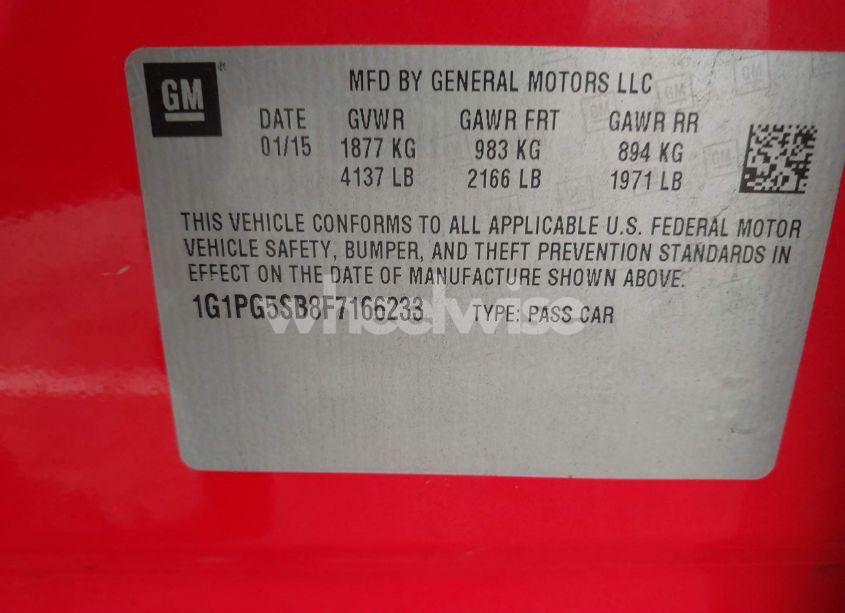 GM
MFD BY GENERAL MOTORS LLC
DATE GVWR GAWR FRT GAWR RR
01/15 1877 KG 983 KG 894 KG
4137 LB 2166 LB 1971 LB
THIS VEHICLE CONFORMS TO ALL APPLICABLE U.S. FEDERAL MOTOR
VEHICLE SAFETY, BUMPER, AND THEFT PREVENTION STANDARDS IN
EFFECT ON THE DATE OF MANUFACTURE SHOWN ABOVE.
1G1PG5SB8F7166233 TYPE: PASS CAR
wheelwise